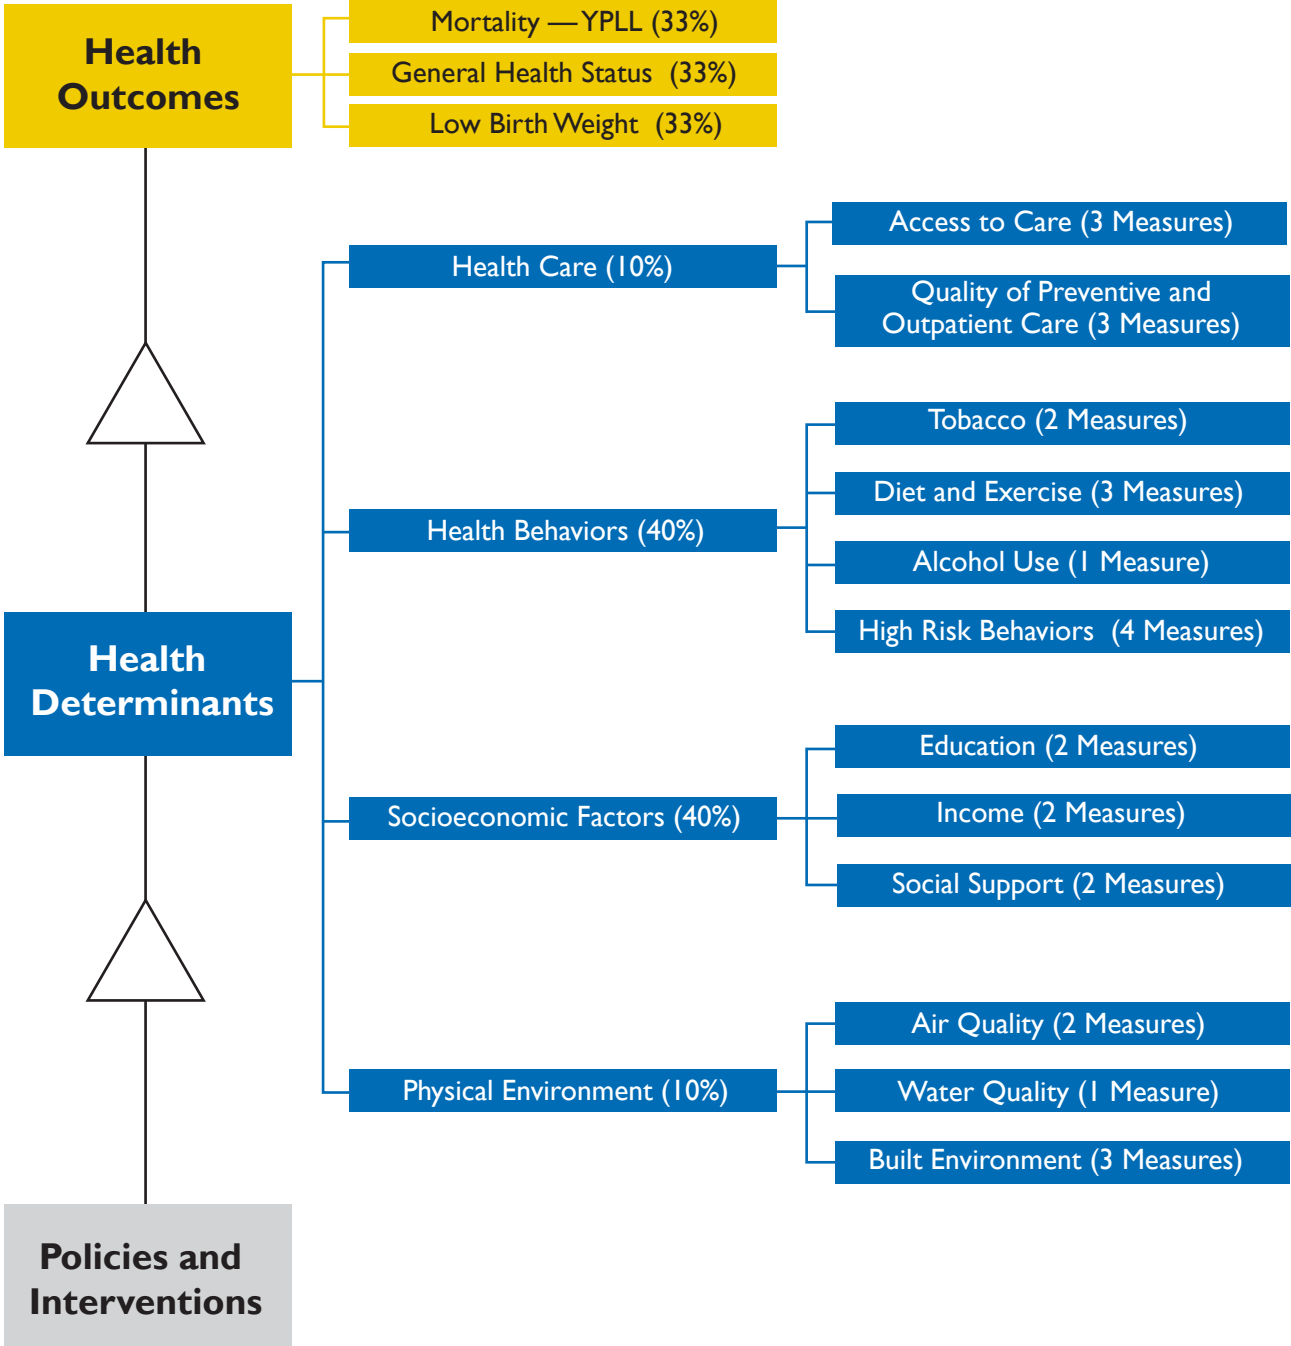 Health
Outcomes
Mortality — YPLL (33%)
General Health Status (33%)
Low Birth Weight (33%)
Health Care (10%)
Access to Care (3 Measures)
Quality of Preventive and
Outpatient Care (3 Measures)
Health Behaviors (40%)
Tobacco (2 Measures)
Diet and Exercise (3 Measures)
Alcohol Use (1 Measure)
High Risk Behaviors (4 Measures)
Health
Determinants
Socioeconomic Factors (40%)
Education (2 Measures)
Income (2 Measures)
Social Support (2 Measures)
Physical Environment (10%)
Air Quality (2 Measures)
Water Quality (1 Measure)
Built Environment (3 Measures)
Policies and
Interventions